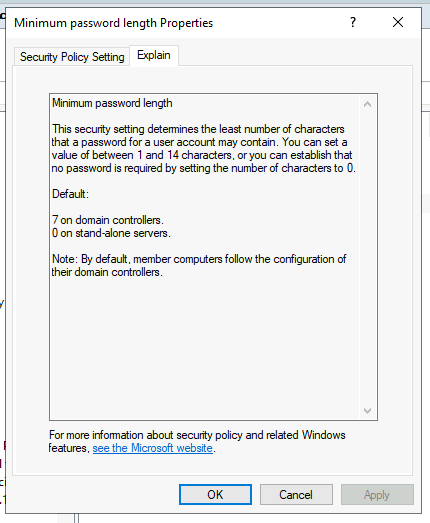 Minimum password length Properties
?
Security Policy Setting
Explain
Minimum password length
This security setting determines the least number of characters
that a password for a user account may contain. You can set a
value of between 1 and 14 characters, or you can establish that
no password is required by setting the number of characters to 0.
Default:
7 on domain controllers.
0 on stand-alone servers.
Note: By default, member computers follow the configuration of
their domain controllers.
For more information about security policy and related Windows
features, see the Microsoft website.
OK
Cancel
Apply